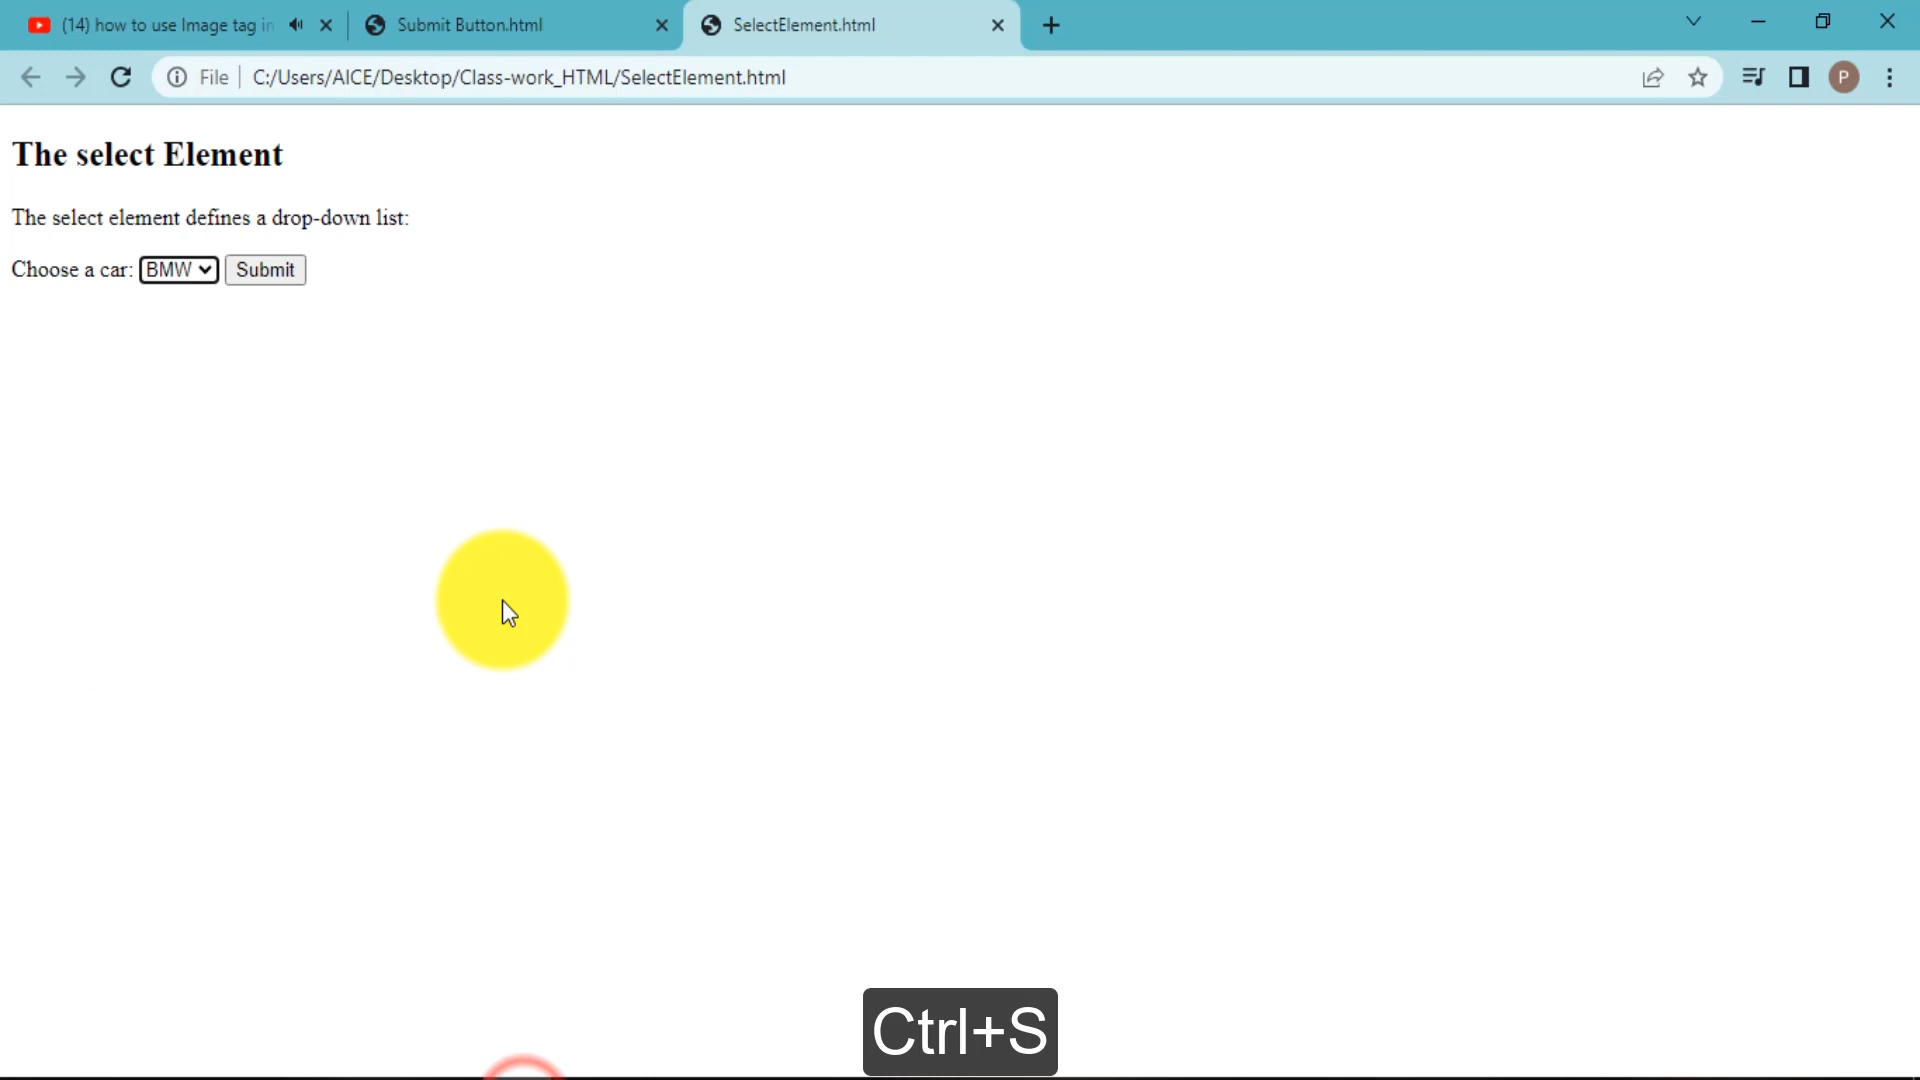 (14) how to use Image tag in
Submit Button.html
SelectElement.html
File
C:/Users/AICE/Desktop/Class-work_HTML/SelectElement.html
P
The select Element
The select element defines a drop-down list:
Choose a car: BMW Submit
Ctrl+S